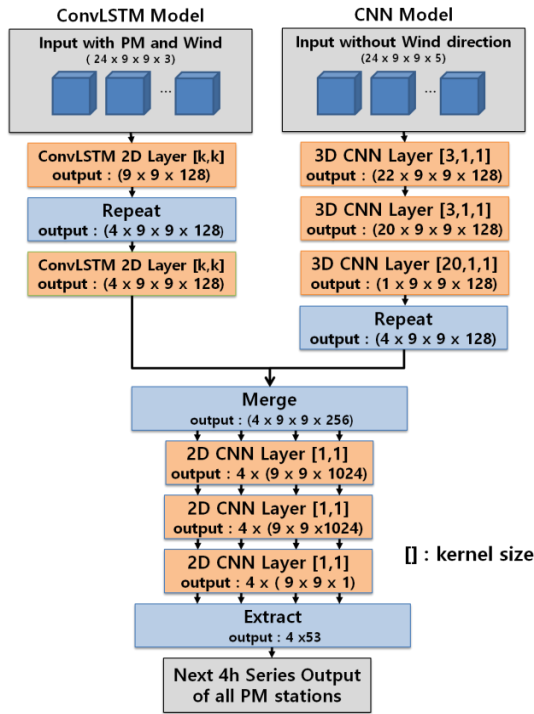 ConvLSTM Model
Input with PM and Wind
( 24 x 9 x 9 x 3 )
...
ConvLSTM 2D Layer [k,k]
output : (9 x 9 x 128)
Repeat
output : (4 x 9 x 9 x 128)
ConvLSTM 2D Layer [k,k]
output : (4 x 9 x 9 x 128)
CNN Model
Input without Wind direction
(24 x 9 x 9 x 5 )
...
3D CNN Layer [3,1,1]
output : (22 x 9 x 9 x 128)
3D CNN Layer [3,1,1]
output : (20 x 9 x 9 x 128)
3D CNN Layer [20,1,1]
output : (1 x 9 x 9 x 128)
Repeat
output : (4 x 9 x 9 x 128)
Merge
output : (4 x 9 x 9 x 256)
2D CNN Layer [1,1]
output : 4 x (9 x 9 x 1024)
2D CNN Layer [1,1]
output : 4 x (9 x 9 x1024)
2D CNN Layer [1,1]
output : 4 x ( 9 x 9 x 1)
[] : kernel size
Extract
output : 4 x53
Next 4h Series Output
of all PM stations